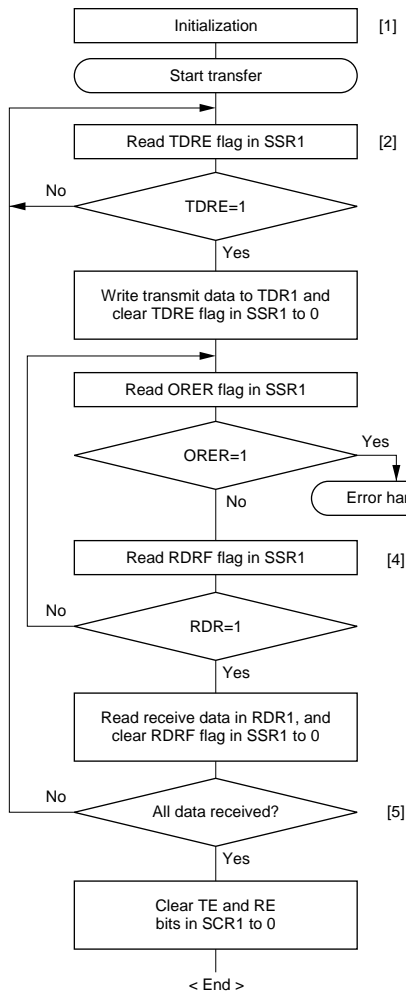 Initialization [1]
Start transfer
Read TDRE flag in SSR1 [2]
No
TDRE=1
Yes
Write transmit data to TDR1 and
clear TDRE flag in SSR1 to 0
Read ORER flag in SSR1
Yes
ORER=1
No
Error
Read RDRF flag in SSR1 [4]
No
RDR=1
Yes
Read receive data in RDR1, and
clear RDRF flag in SSR1 to 0
No
All data received? [5]
Yes
Clear TE and RE
bits in SCR1 to 0
< End >